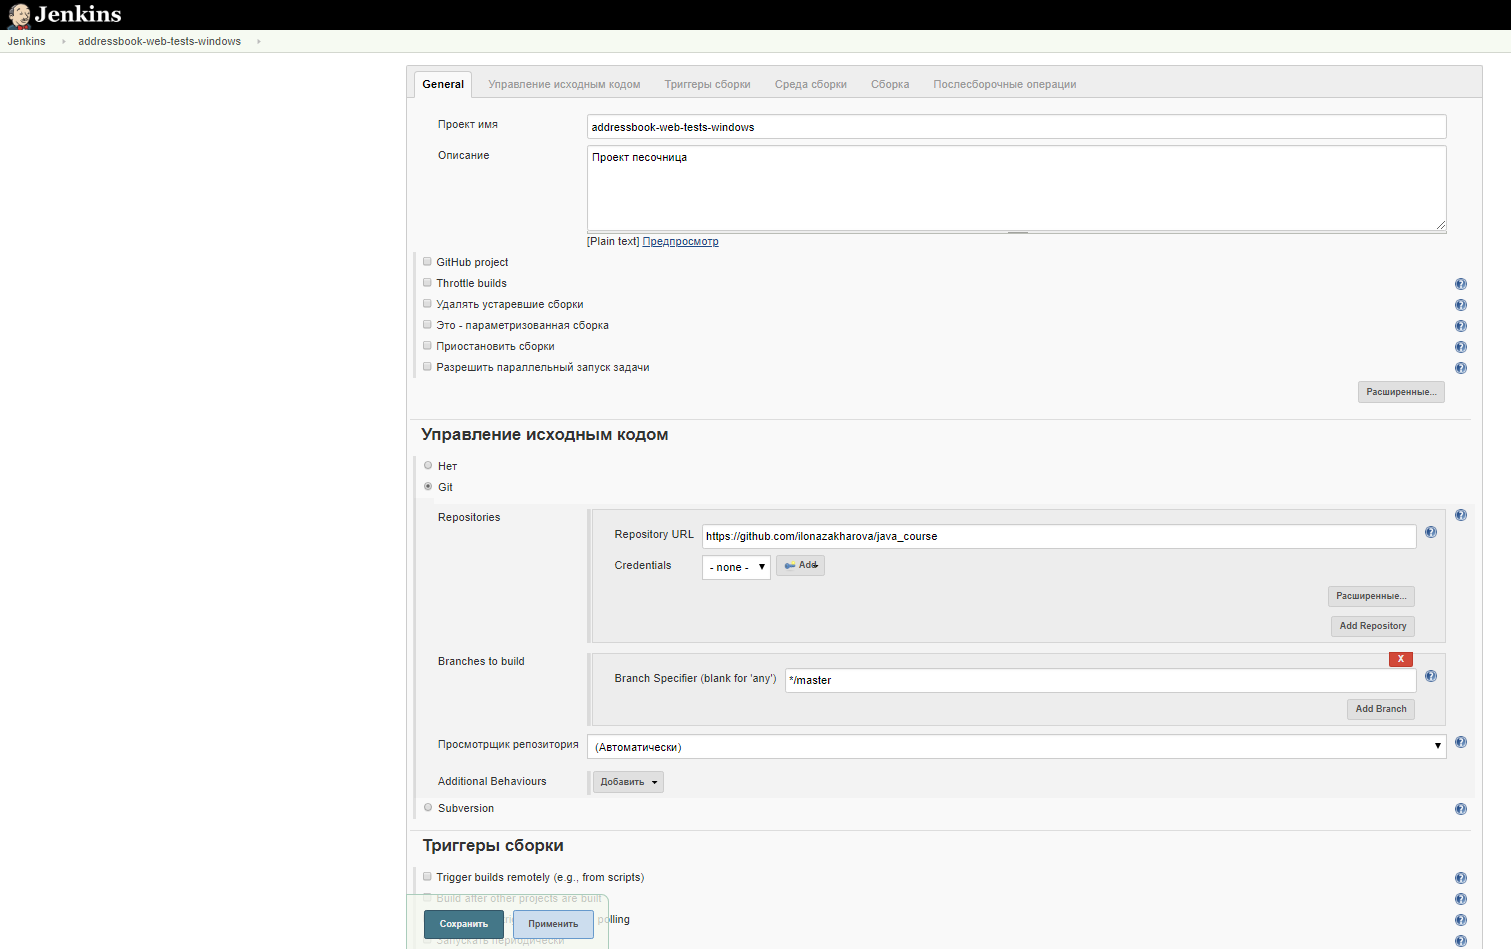 Jenkins
Jenkins addressbook-web-tests-windows
General Управление исходным кодом Триггеры сборки Среда сборки Сборка Послесборочные операции
Проект имя addressbook-web-tests-windows
Описание Проект песочница
[Plain text] Предпросмотр
GitHub project
Throttle builds
Удалять устаревшие сборки
Это - параметризованная сборка
Приостановить сборки
Разрешить параллельный запуск задачи
Расширенные...
Управление исходным кодом
Нет
Git
Repositories
Repository URL https://github.com/ilonazakharova/java_course
Credentials - none - Add
Расширенные...
Add Repository
Branches to build
X
Branch Specifier (blank for 'any') */master
Add Branch
Просмотрщик репозитория (Автоматически)
Additional Behaviours Добавить
Subversion
Триггеры сборки
Trigger builds remotely (e.g., from scripts)
Build after other projects are built
polling
Сохранить Применить
Запускать периодически